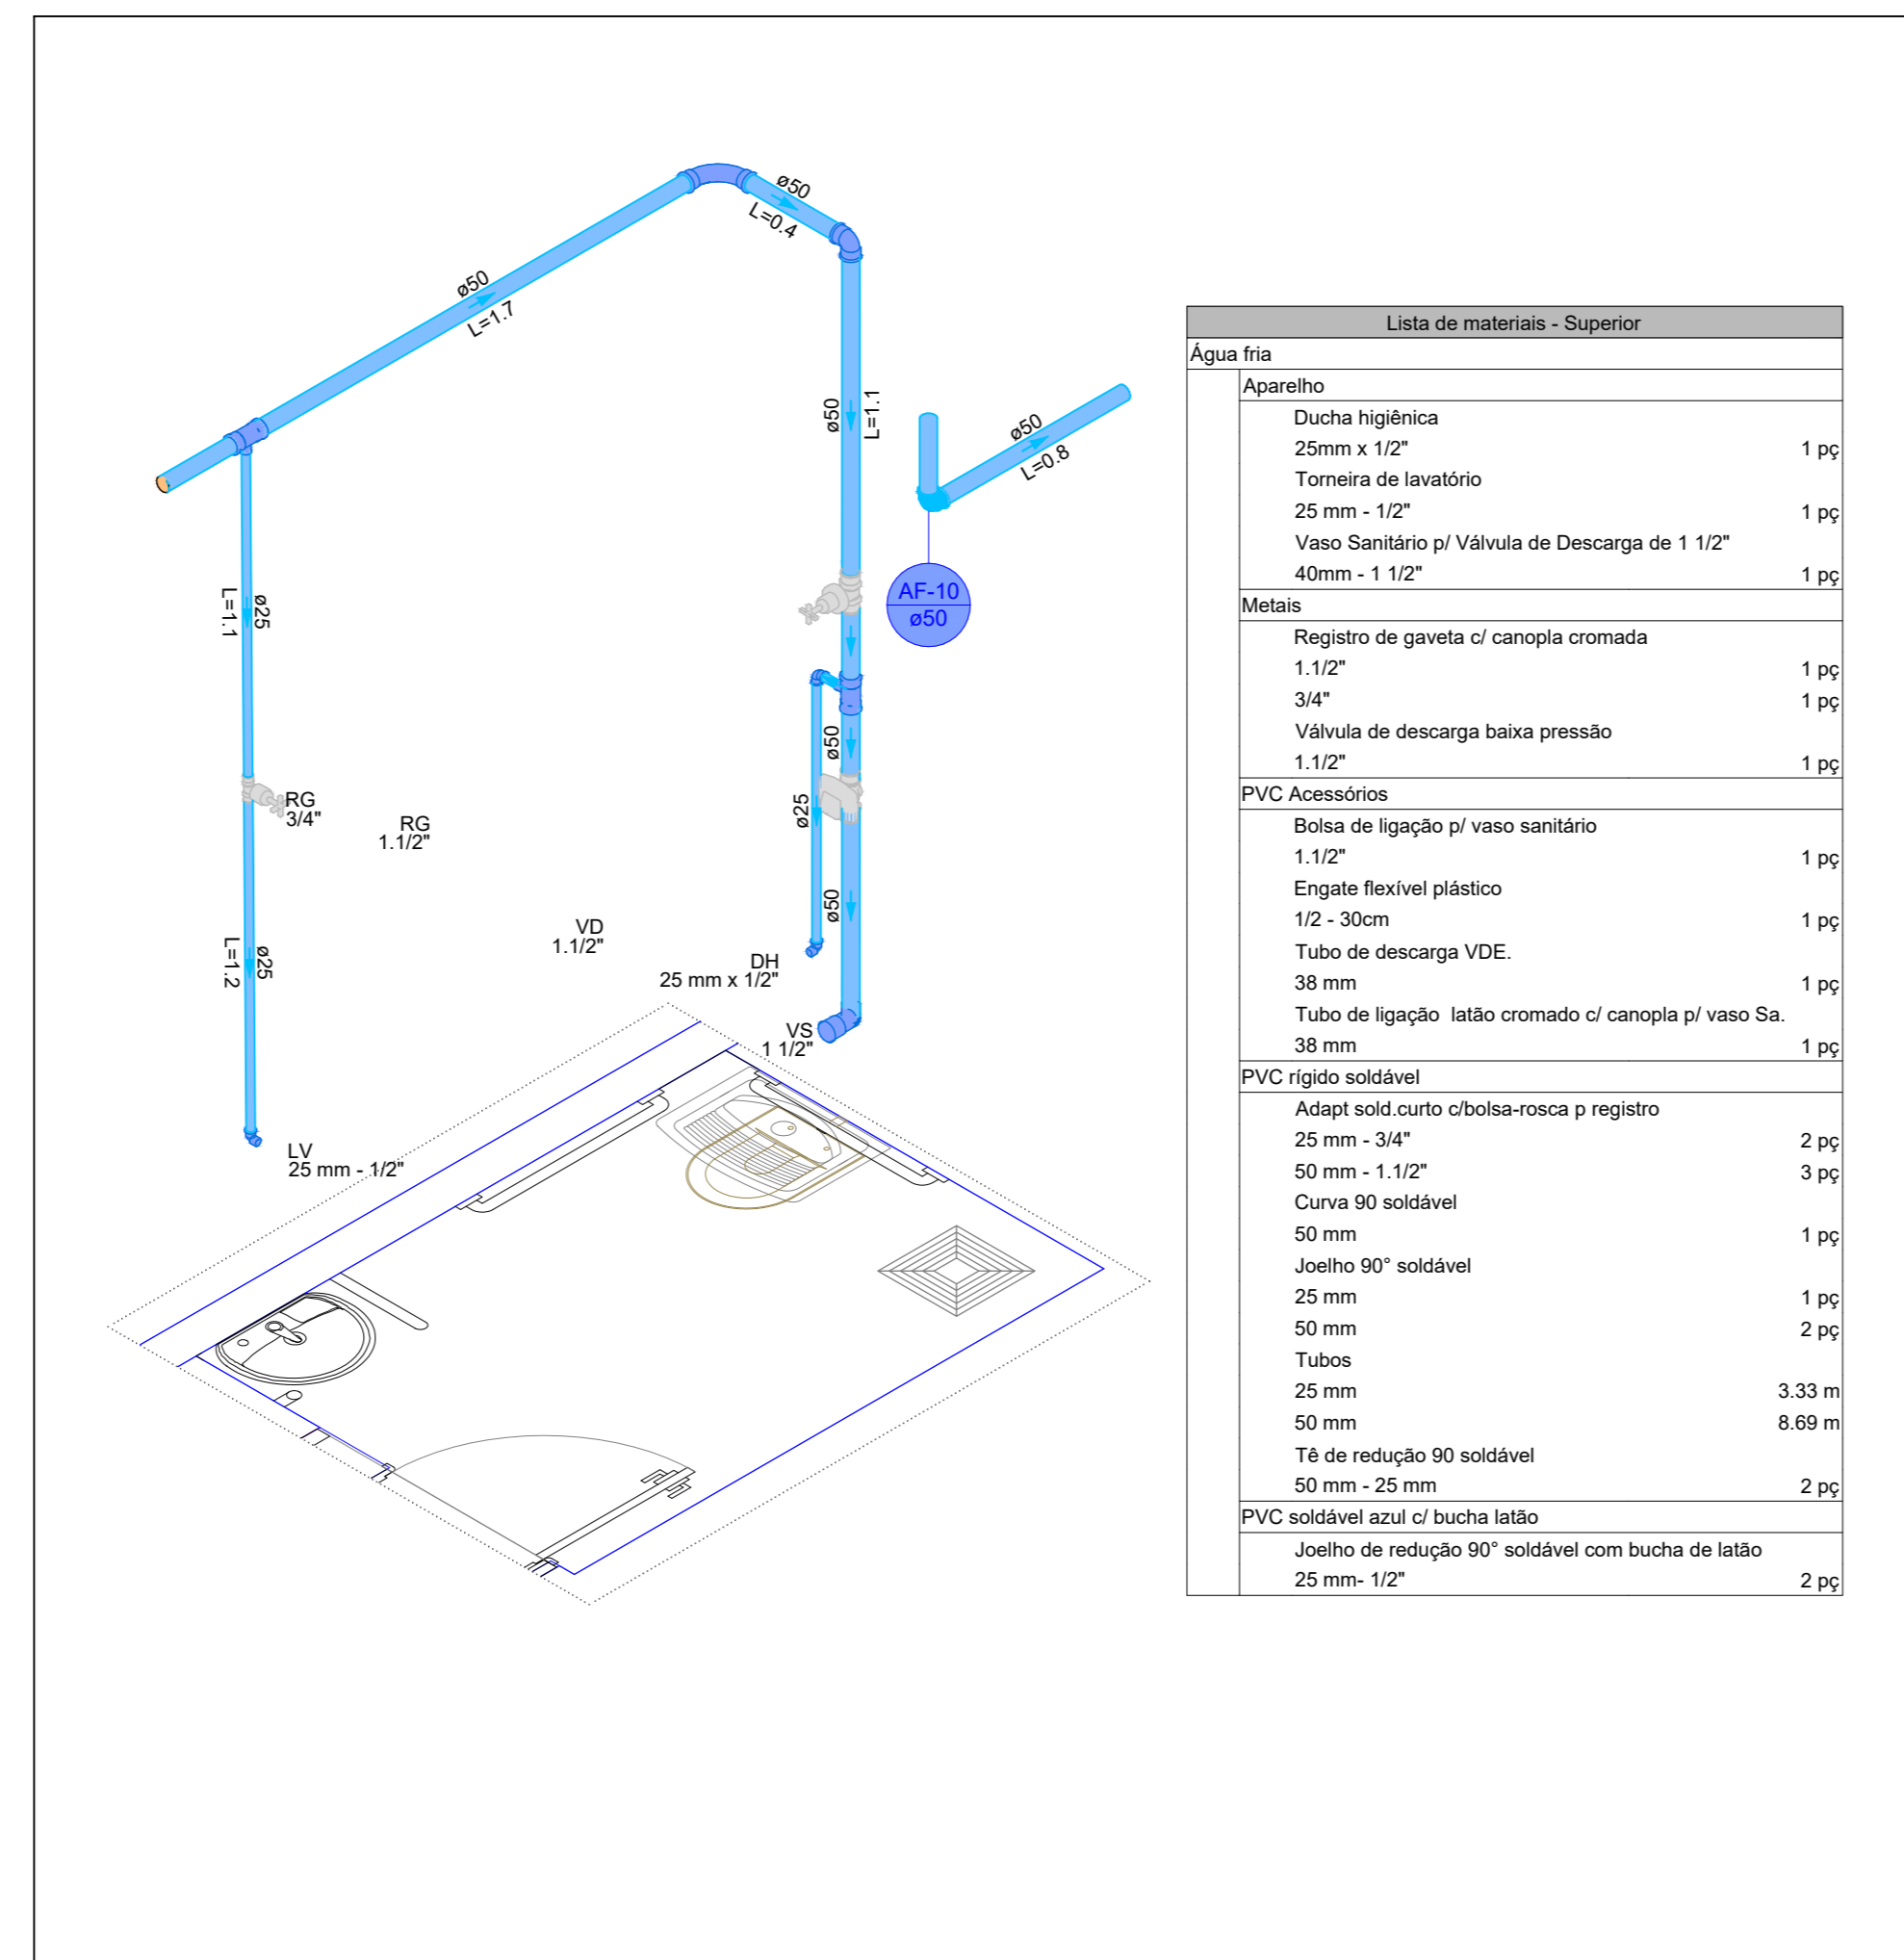 ø50
L=0.4
ø50
L=1.7
ø50
L=1.1
ø50
L=0.8
AF-10
ø50
ø25
L=1.1
RG
3/4"
RG
1.1/2"
ø50
ø25
ø50
VD
1.1/2"
DH
25 mm x 1/2"
ø25
L=1.2
VS
1 1/2"
LV
25 mm - 1/2"
Lista de materiais - Superior
Água fria
Aparelho
Ducha higiênica
25mm x 1/2" 1 pç
Torneira de lavatório
25 mm - 1/2" 1 pç
Vaso Sanitário p/ Válvula de Descarga de 1 1/2"
40mm - 1 1/2" 1 pç
Metais
Registro de gaveta c/ canopla cromada
1.1/2" 1 pç
3/4" 1 pç
Válvula de descarga baixa pressão
1.1/2" 1 pç
PVC Acessórios
Bolsa de ligação p/ vaso sanitário
1.1/2" 1 pç
Engate flexível plástico
1/2 - 30cm 1 pç
Tubo de descarga VDE.
38 mm 1 pç
Tubo de ligação latão cromado c/ canopla p/ vaso Sa.
38 mm 1 pç
PVC rígido soldável
Adapt sold.curto c/bolsa-rosca p registro
25 mm - 3/4" 2 pç
50 mm - 1.1/2" 3 pç
Curva 90 soldável
50 mm 1 pç
Joelho 90° soldável
25 mm 1 pç
50 mm 2 pç
Tubos
25 mm 3.33 m
50 mm 8.69 m
Tê de redução 90 soldável
50 mm - 25 mm 2 pç
PVC soldável azul c/ bucha latão
Joelho de redução 90° soldável com bucha de latão
25 mm- 1/2" 2 pç